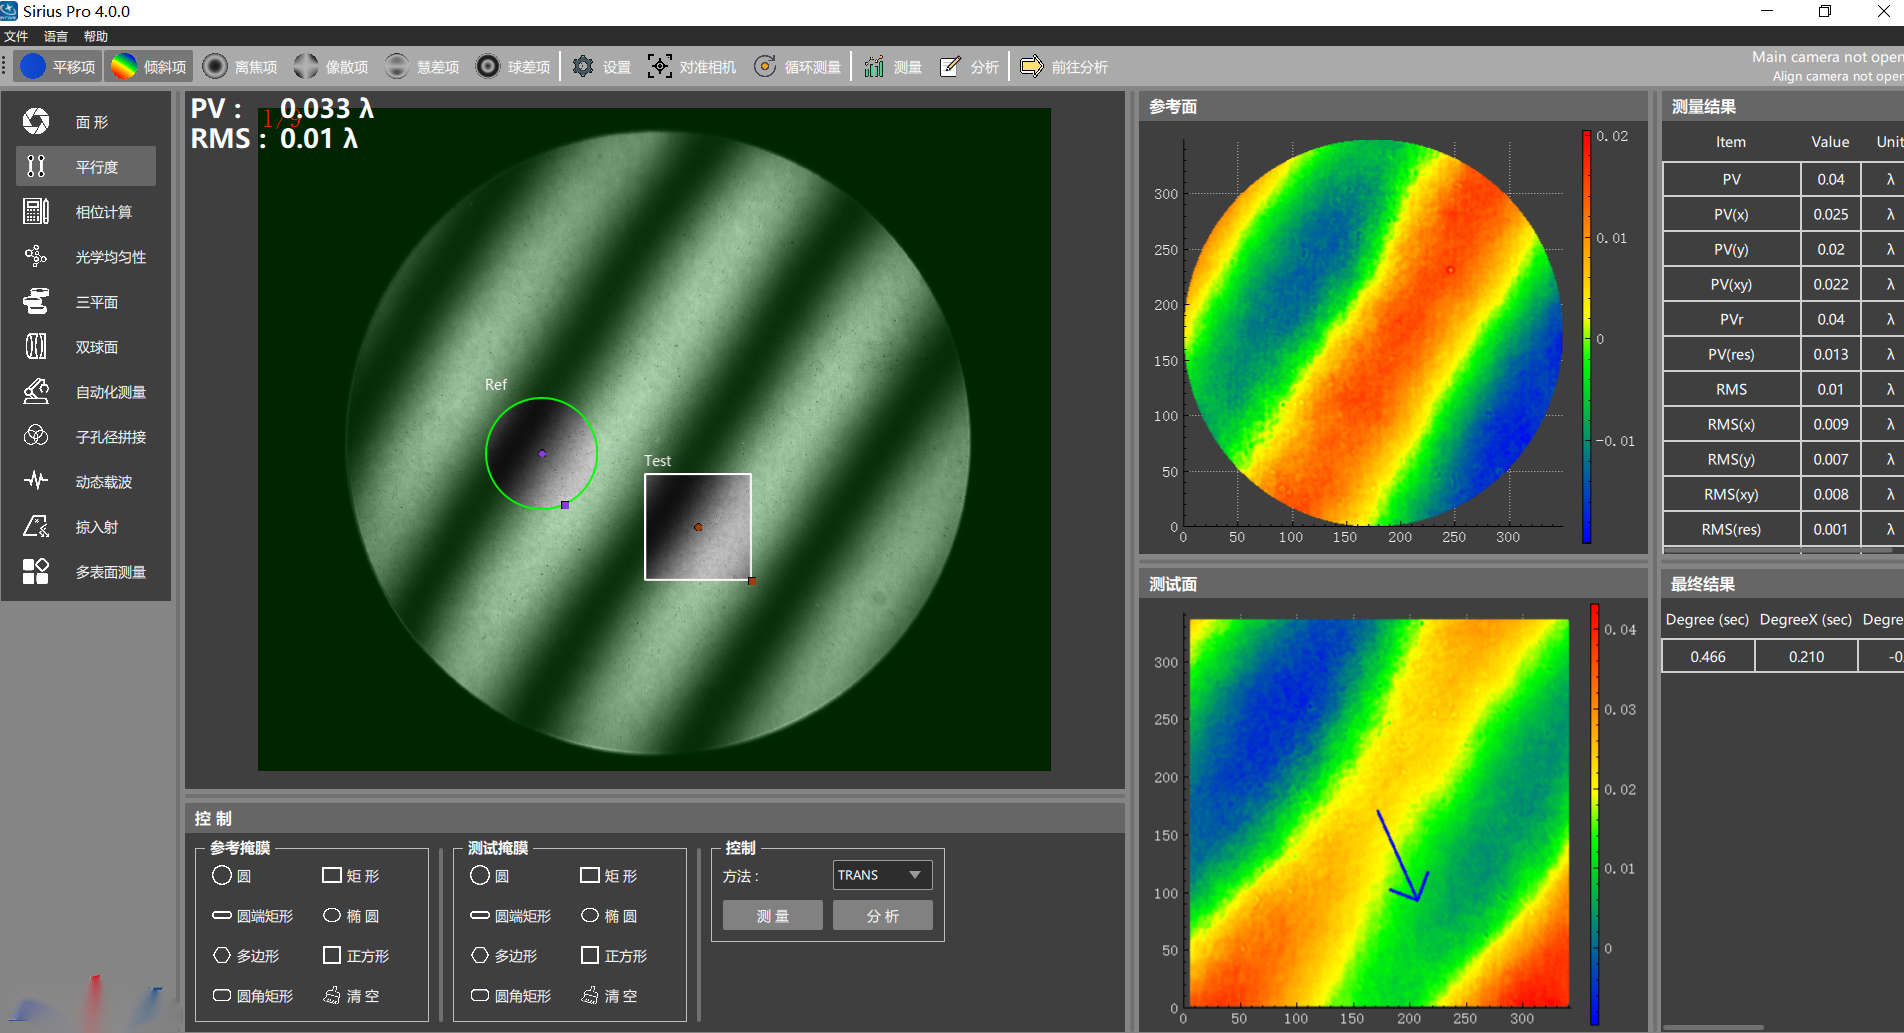 Sirius Pro 4.0.0
文件 语言 帮助
平移项 倾斜项 离焦项 像散项 慧差项 球差项 设置 对准相机 循环测量 测量 分析 前往分析
Main camera not open
Align camera not open
面 形
平行度
相位计算
光学均匀性
三平面
双球面
自动化测量
子孔径拼接
动态载波
掠入射
多表面测量
PV : 0.033 λ
RMS : 0.01 λ
Ref
Test
参考面
0.02
0.01
0
-0.01
300
250
200
150
100
50
0
0 50 100 150 200 250 300
测试面
0.04
0.03
0.02
0.01
0
300
250
200
150
100
50
0
0 50 100 150 200 250 300
测量结果
Item Value Unit
PV 0.04 λ
PV(x) 0.025 λ
PV(y) 0.02 λ
PV(xy) 0.022 λ
PVr 0.04 λ
PV(res) 0.013 λ
RMS 0.01 λ
RMS(x) 0.009 λ
RMS(y) 0.007 λ
RMS(xy) 0.008 λ
RMS(res) 0.001 λ
最终结果
Degree (sec) DegreeX (sec) Degre
0.466 0.210 -0.
控 制
参考掩膜
圆 矩 形
圆端矩形 椭 圆
多边形 正方形
圆角矩形 清 空
测试掩膜
圆 矩 形
圆端矩形 椭 圆
多边形 正方形
圆角矩形 清 空
控制
方法 : TRANS
测 量 分 析